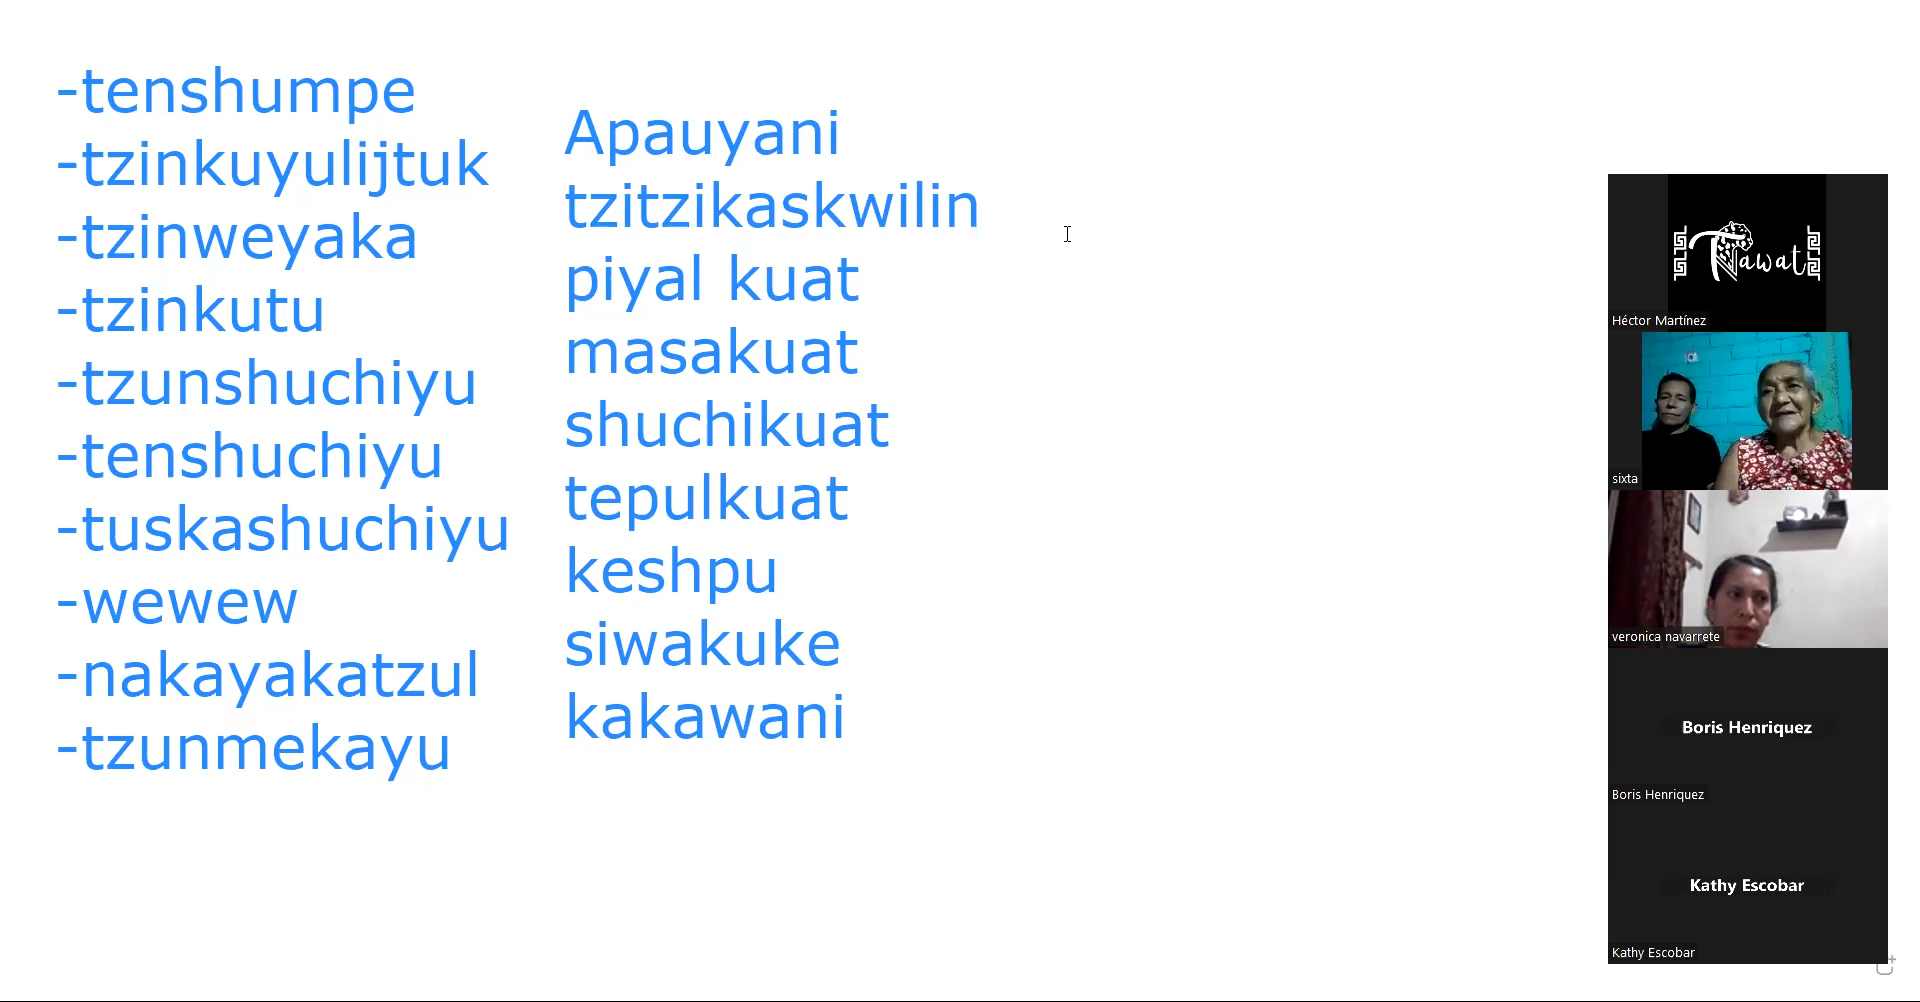 -tenshumpe
-tzinkuyulijtuk
-tzinweyaka
-tzinkutu
-tzunshuchiyu
-tenshuchiyu
-tuskashuchiyu
-wewew
-nakayakatzul
-tzunmekayu
Apauyani
tzitzikaskwilin
piyal kuat
masakuat
shuchikuat
tepulkuat
keshpu
siwakuke
kakawani
Tawat
Héctor Martínez
sixta
veronica navarrete
Boris Henriquez
Boris Henriquez
Kathy Escobar
Kathy Escobar